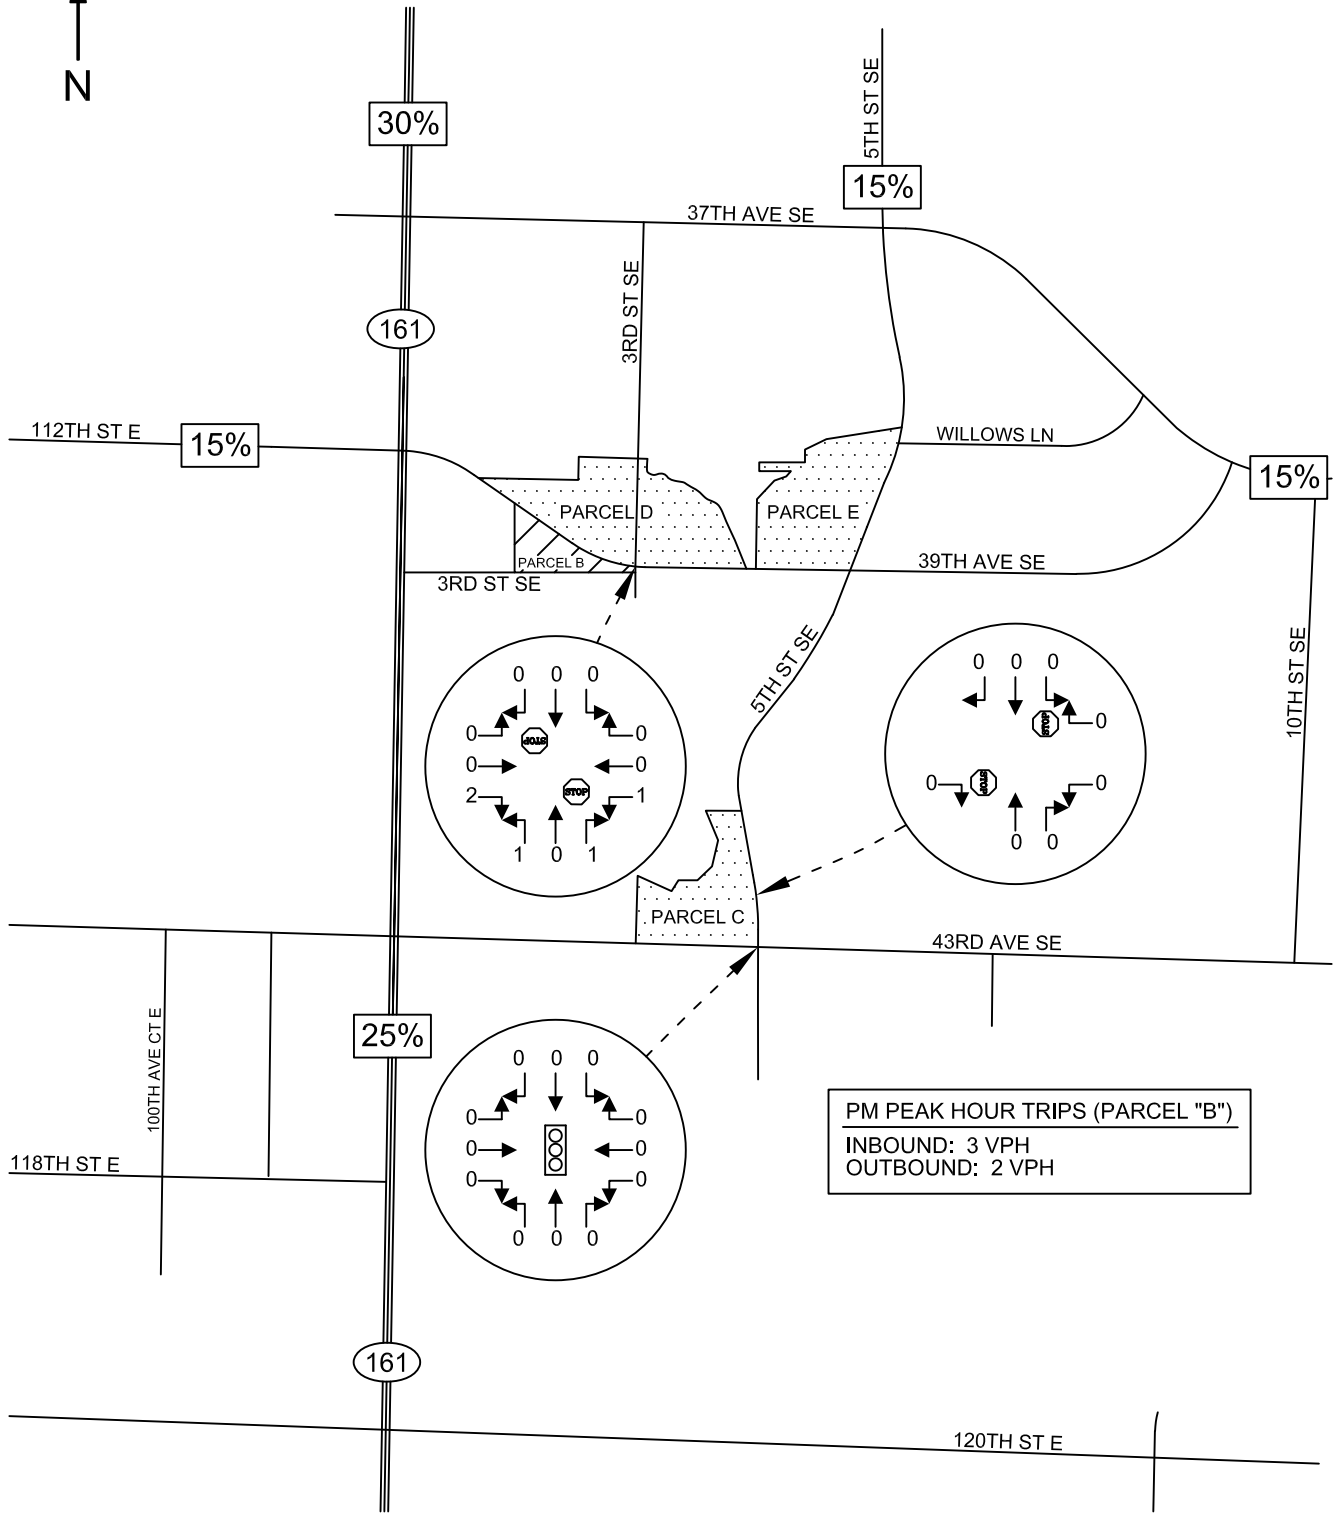 N
30%
5TH ST SE
15%
37TH AVE SE
3RD ST SE
161
112TH ST E
15%
WILLOWS LN
15%
PARCEL D
PARCEL E
PARCEL B
39TH AVE SE
3RD ST SE
5TH ST SE
10TH ST SE
0 0 0
0 0
STOP
0 0
STOP
2 1
1 0 1
0 0 0
STOP
0
STOP
0 0
0 0
PARCEL C
43RD AVE SE
25%
100TH AVE CT E
0 0 0
0 0
0 0
0 0
0 0 0
PM PEAK HOUR TRIPS (PARCEL "B")
INBOUND: 3 VPH
OUTBOUND: 2 VPH
118TH ST E
161
120TH ST E